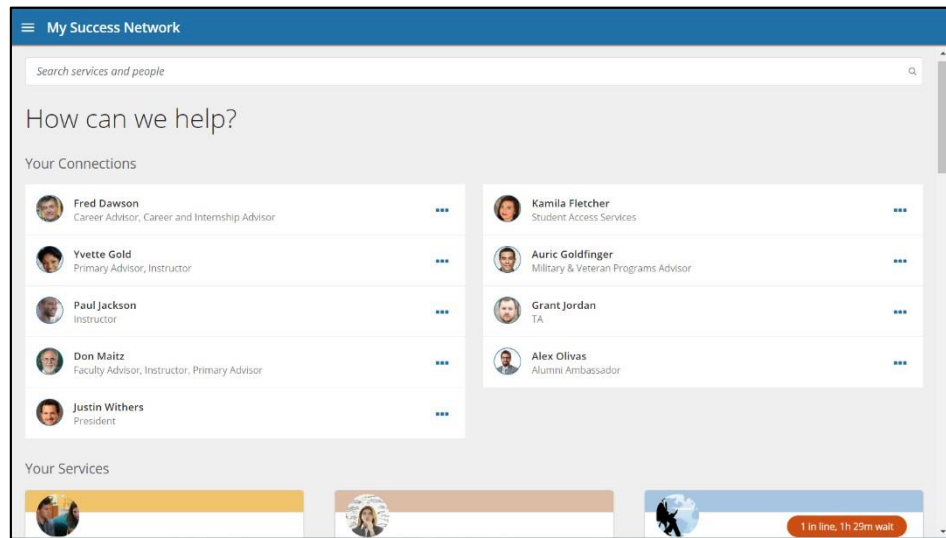 My Success Network
Search services and people
How can we help?
Your Connections
Fred Dawson
Career Advisor, Career and Internship Advisor
Yvette Gold
Primary Advisor, Instructor
Paul Jackson
Instructor
Don Maitz
Faculty Advisor, Instructor, Primary Advisor
Justin Withers
President
Kamila Fletcher
Student Access Services
Auric Goldfinger
Military & Veteran Programs Advisor
Grant Jordan
TA
Alex Olivas
Alumni Ambassador
Your Services
1 in line, 1h 29m wait